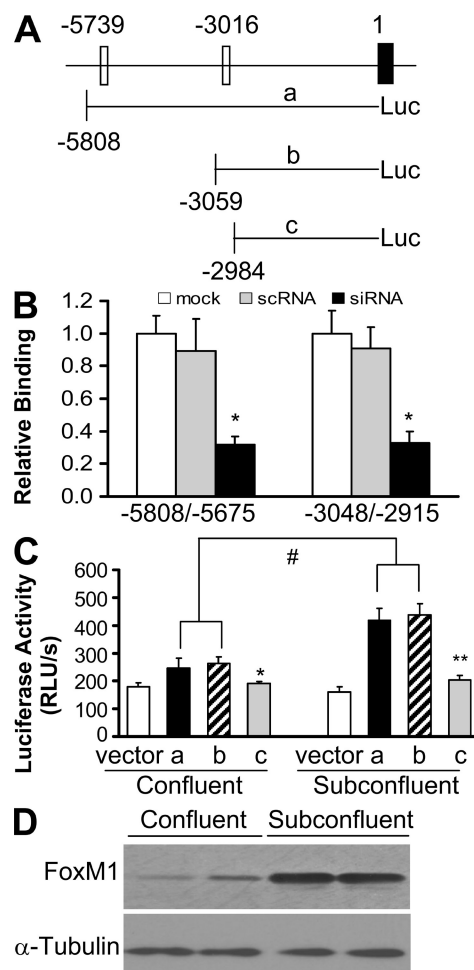 A
-5739 -3016 1
a
Luc
-5808
b
Luc
-3059
c
Luc
-2984
B
mock scRNA siRNA
Relative Binding
1.2
1.0
0.8
0.6
0.4
0.2
0.0
* *
-5808/-5675 -3048/-2915
C
#
Luciferase Activity
(RLU/s)
600
500
400
300
200
100
0
* **
vector a b c vector a b c
Confluent Subconfluent
D
Confluent Subconfluent
FoxM1
α-Tubulin